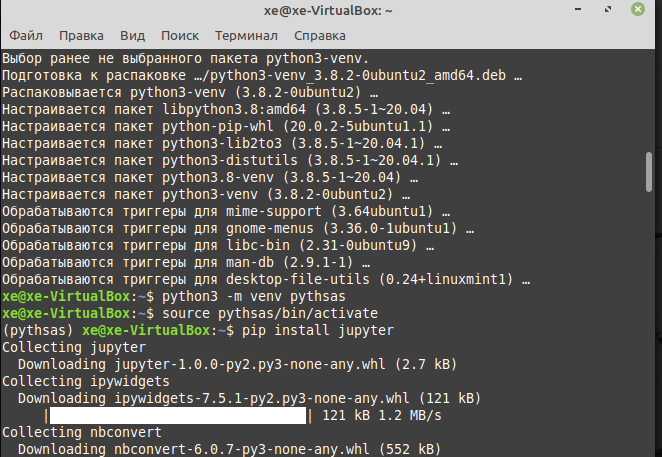 xe@xe-VirtualBox: ~
Файл Правка Вид Поиск Терминал Справка
Выбор ранее не выбранного пакета python3-venv.
Подготовка к распаковке …/python3-venv_3.8.2-0ubuntu2_amd64.deb …
Распаковывается python3-venv (3.8.2-0ubuntu2) …
Настраивается пакет libpython3.8:amd64 (3.8.5-1~20.04) …
Настраивается пакет python-pip-whl (20.0.2-5ubuntu1.1) …
Настраивается пакет python3-lib2to3 (3.8.5-1~20.04.1) …
Настраивается пакет python3-distutils (3.8.5-1~20.04.1) …
Настраивается пакет python3.8-venv (3.8.5-1~20.04) …
Настраивается пакет python3-venv (3.8.2-0ubuntu2) …
Обрабатываются триггеры для mime-support (3.64ubuntu1) …
Обрабатываются триггеры для gnome-menus (3.36.0-1ubuntu1) …
Обрабатываются триггеры для libc-bin (2.31-0ubuntu9) …
Обрабатываются триггеры для man-db (2.9.1-1) …
Обрабатываются триггеры для desktop-file-utils (0.24+linuxmint1) …
xe@xe-VirtualBox:~$ python3 -m venv pythsas
xe@xe-VirtualBox:~$ source pythsas/bin/activate
(pythsas) xe@xe-VirtualBox:~$ pip install jupyter
Collecting jupyter
Downloading jupyter-1.0.0-py2.py3-none-any.whl (2.7 kB)
Collecting ipywidgets
Downloading ipywidgets-7.5.1-py2.py3-none-any.whl (121 kB)
| | 121 kB 1.2 MB/s
Collecting nbconvert
Downloading nbconvert-6.0.7-py3-none-any.whl (552 kB)